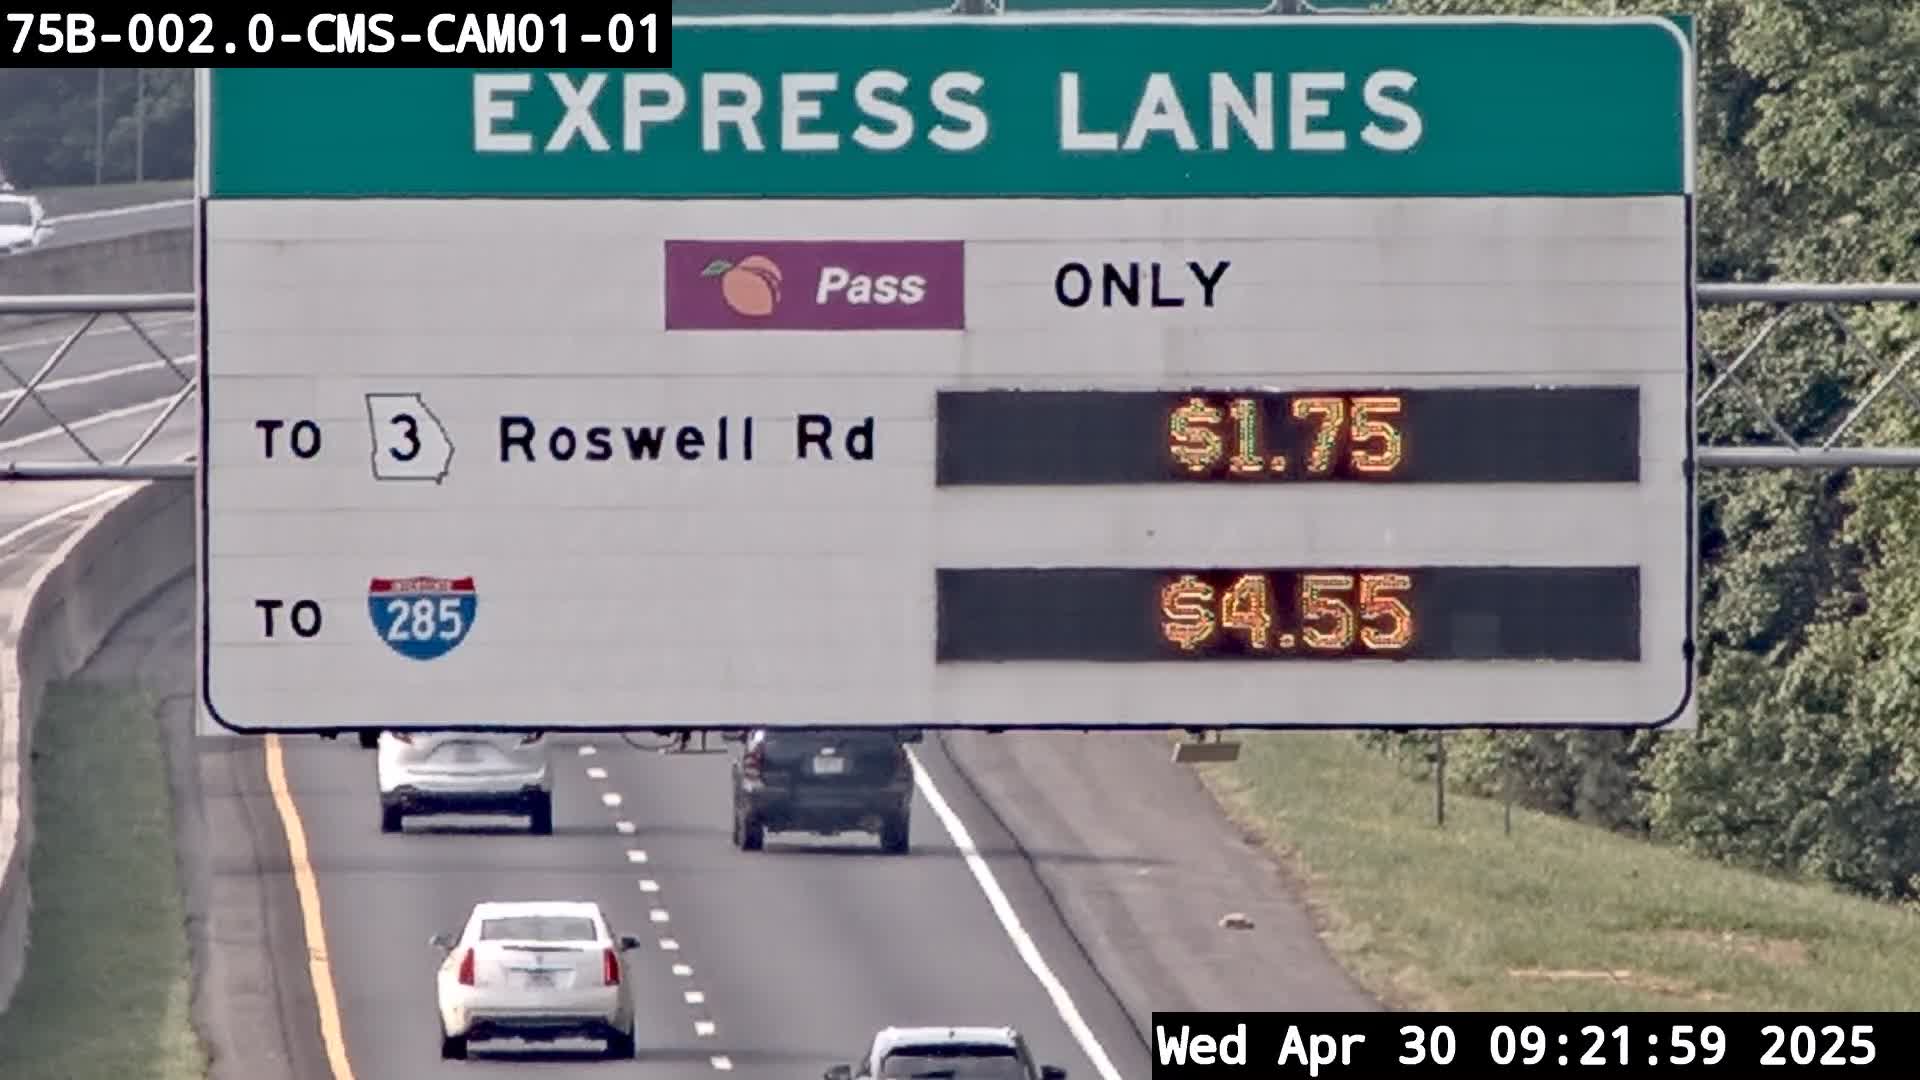 75B-002.0-CMS-CAM01-01
EXPRESS LANES
Pass ONLY
TO 3 Roswell Rd $1.75
TO 285 $4.55
Wed Apr 30 09:21:59 2025